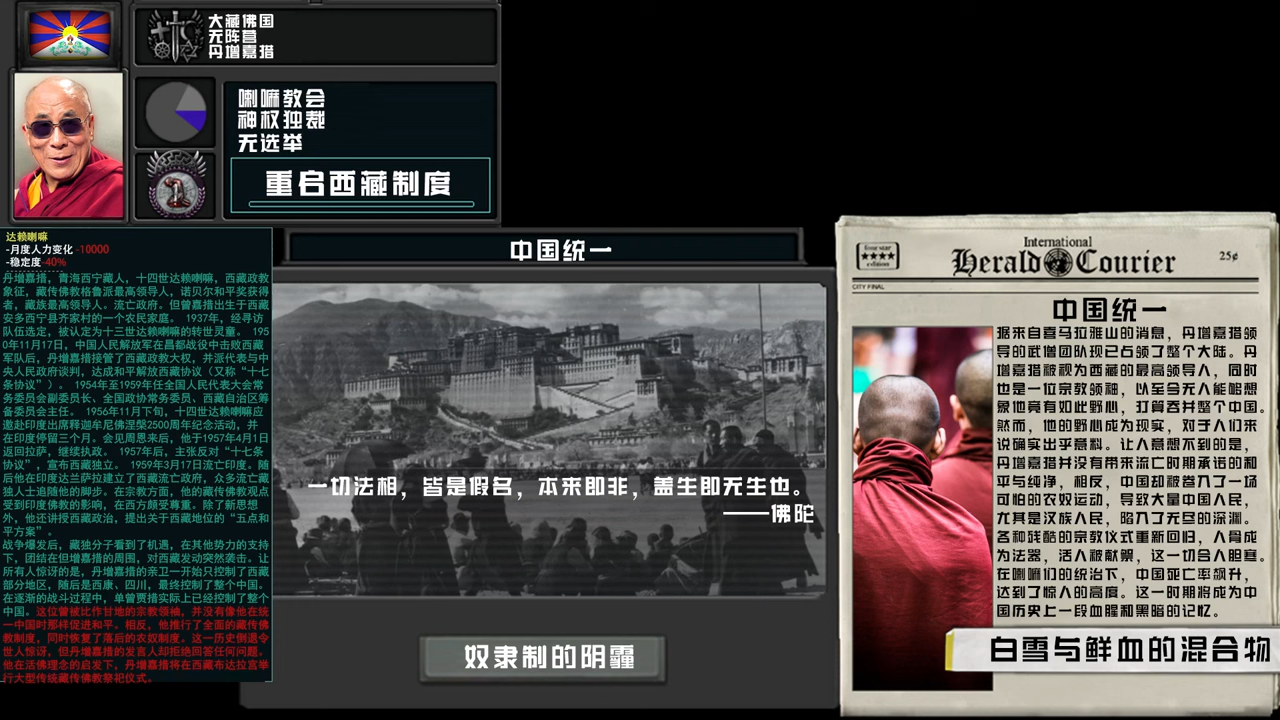 大藏佛国
无阵营
丹增嘉措
喇嘛教会
神权独裁
无选举
重启西藏制度
达赖喇嘛
-月度人力变化 -10000
-稳定度-40%
丹增嘉措，青海西宁藏人，十四世达赖喇嘛，西藏政教
象征，藏传佛教格鲁派最高领导人，诺贝尔和平奖获得
者，藏族最高领导人。流亡政府。但曾嘉措出生于西藏
安多西宁县齐家村的一个农民家庭。 1937年，经寻访
队伍选定，被认定为十三世达赖喇嘛的转世灵童。 195
0年11月17日，中国人民解放军在昌都战役中击败西藏
军队后，丹增嘉措接管了西藏政教大权，并派代表与中
央人民政府谈判，达成和平解放西藏协议（又称“十七
条协议”）。 1954年至1959年任全国人民代表大会常
务委员会副委员长、全国政协常务委员、西藏自治区筹
备委员会主任。 1956年11月下旬，十四世达赖喇嘛应
邀赴印度出席释迦牟尼佛涅槃2500周年纪念活动，并
在印度停留三个月。会见周恩来后，他于1957年4月1日
返回拉萨，继续执政。 1957年后，主张反对“十七条
协议”，宣布西藏独立。 1959年3月17日流亡印度。随
后他在印度达兰萨拉建立了西藏流亡政府，众多流亡藏
独人士追随他的脚步。在宗教方面，他的藏传佛教观点
受到印度佛教的影响，在西方颇受尊重。除了新思想
外，他还讲授西藏政治，提出关于西藏地位的“五点和
平方案”。
战争爆发后，藏独分子看到了机遇，在其他势力的支持
下，团结在但增嘉措的周围，对西藏发动突然袭击。让
所有人惊讶的是，丹增嘉措的亲卫一开始只控制了西藏
部分地区，随后是西康、四川，最终控制了整个中国。
在逐渐的战斗过程中，单曾贾措实际上已经控制了整个
中国。这位曾被比作甘地的宗教领袖，并没有像他在统
一中国时那样促进和平。相反，他推行了全面的藏传佛
教制度，同时恢复了落后的农奴制度。这一历史倒退令
世人惊讶，但丹增嘉措的发言人却拒绝回答任何问题。
他在活佛理念的启发下，丹增嘉措将在西藏布达拉宫举
行大型传统藏传佛教祭祀仪式。
中国统一
一切法相，皆是假名，本来即非，盖生即无生也。
——佛陀
奴隶制的阴霾
four star
★★★★
edition
International
Herald Courier
25¢
CITY FINAL
中国统一
据来自喜马拉雅山的消息，丹增嘉措领
导的武僧团队现已占领了整个大陆。丹
增嘉措被视为西藏的最高领导人，同时
也是一位宗教领袖，以至今无人能够想
象他竟有如此野心，打算吞并整个中国。
然而，他的野心成为现实，对于人们来
说确实出乎意料。让人意想不到的是，
丹增嘉措并没有带来流亡时期承诺的和
平与纯净，相反，中国却被卷入了一场
可怕的农奴运动，导致大量中国人民，
尤其是汉族人民，陷入了无尽的深渊。
各种残酷的宗教仪式重新回归，人骨成
为法器，活人被献祭，这一切令人胆寒。
在喇嘛们的统治下，中国死亡率飙升，
达到了惊人的高度。这一时期将成为中
国历史上一段血腥和黑暗的记忆。
白雪与鲜血的混合物